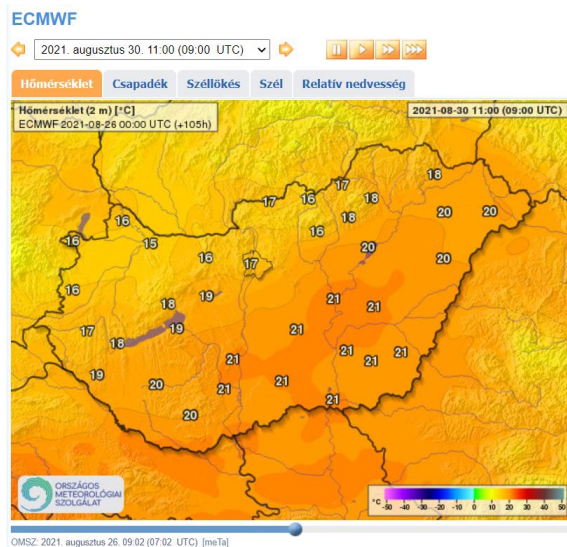 ECMWF
2021. augusztus 30. 11:00 (09:00 UTC)
Hőmérséklet Csapadék Széllökés Szél Relatív nedvesség
Hőmérséklet (2 m) [°C]
ECMWF 2021-08-26 00:00 UTC (+105h)
2021-08-30 11:00 (09:00 UTC)
18
17
17 16 18
20 20
16 18
16 15 16
20
16 17 20
16
18 19
21 21
17 18 19 21
21 21 21
19 20 21 21 21
21
20
ORSZÁGOS
METEOROLÓGIAI
SZOLGÁLAT
°C -50 -40 -30 -20 -10 0 10 20 30 40 50
OMSZ: 2021. augusztus 26. 09:02 (07:02 UTC) [meTa]